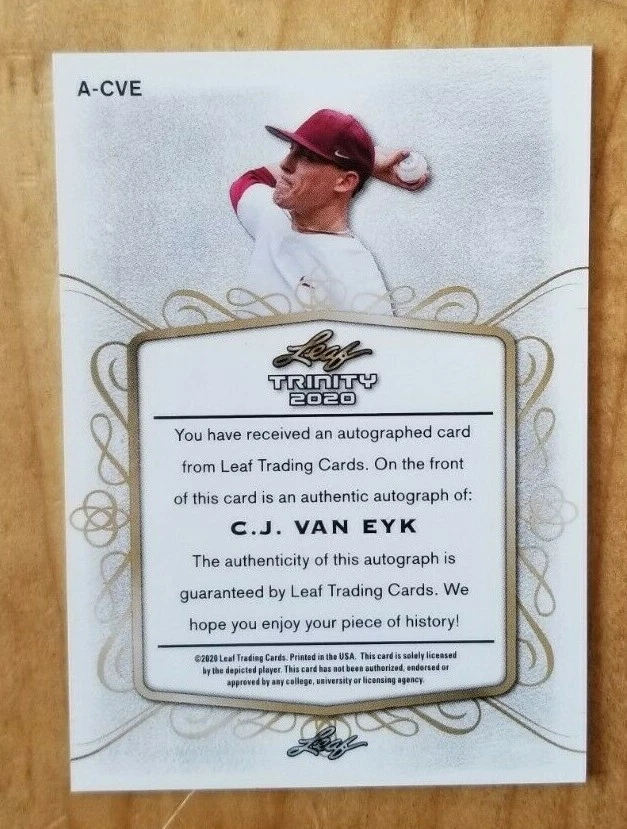 A-CVE
Leaf
TRINITY
2020
You have received an autographed card
from Leaf Trading Cards. On the front
of this card is an authentic autograph of:
C.J. VAN EYK
The authenticity of this autograph is
guaranteed by Leaf Trading Cards. We
hope you enjoy your piece of history!
©2020 Leaf Trading Cards. Printed in the USA. This card is solely licensed
by the depicted player. This card has not been authorized, endorsed or
approved by any college, university or licensing agency.
Leaf